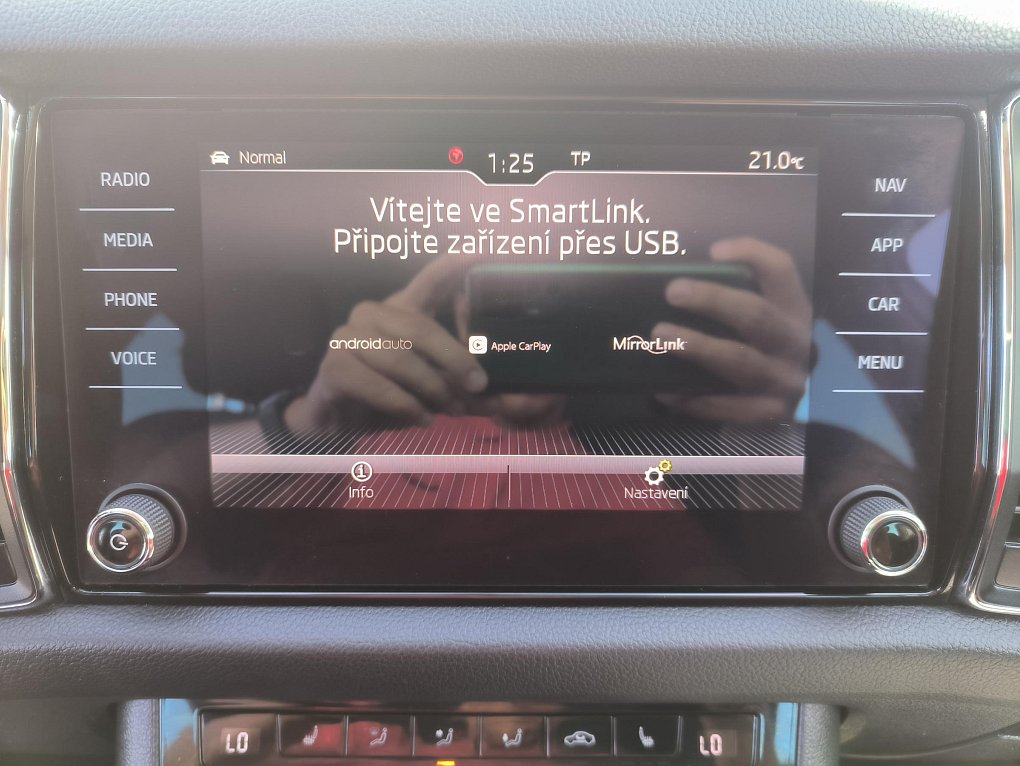 Normal
1:25
TP
21.0°C
RADIO
MEDIA
PHONE
VOICE
Vítejte ve SmartLink.
Připojte zařízení přes USB.
androidauto
Apple CarPlay
MirrorLink
Info
Nastavení
NAV
APP
CAR
MENU
LO
LO